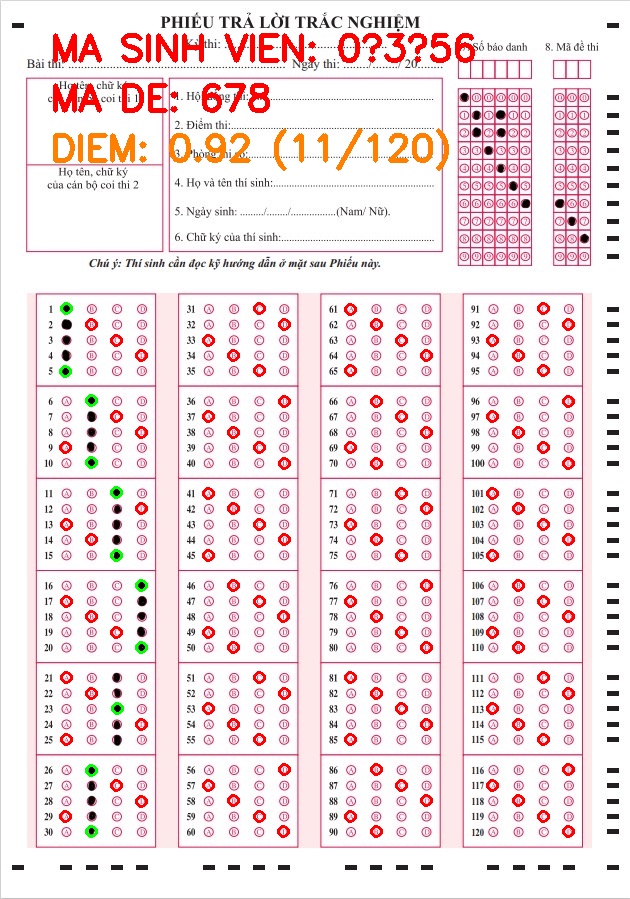 PHIẾU TRẢ LỜI TRẮC NGHIỆM
Kỳ thi:
MA SINH VIEN: 0?3?56
7. Số báo danh
8. Mã đề thi
Bài thi:
Ngày thi: ......./......./ 20
Họ tên, chữ ký
coi thi 1
MA DE: 678
1. Hội
thi:
2. Điểm thi:
DIEM: 0.92 (11/120)
3. Phòng thi số:
Họ tên, chữ ký
của cán bộ coi thi 2
4. Họ và tên thí sinh:
5. Ngày sinh: ........./......./................(Nam/ Nữ).
6. Chữ ký của thí sinh:
Chú ý: Thí sinh cần đọc kỹ hướng dẫn ở mặt sau Phiếu này.
1 B C D 31 A B D 61 B C D 91 A B D
2 C D 32 A B C 62 A C D 92 A B C
3 A B D 33 B C D 63 A B D 93 B C D
4 B C 34 A C D 64 A B C 94 A C D
5 B C D 35 A B D 65 B C D 95 A B D
6 A C D 36 A B C 66 A C D 96 A B C
7 A D 37 B C D 67 A B D 97 B C D
8 A C 38 A C D 68 A B C 98 A C D
9 C D 39 A B D 69 B C D 99 A B D
10 A C D 40 A B C 70 A C D 100 A B C
11 A B D 41 B C D 71 A B D 101 B C D
12 A B 42 A C D 72 A B C 102 A C D
13 B D 43 A B D 73 B C D 103 A B D
14 A D 44 A B C 74 A C D 104 A B C
15 A B D 45 B C D 75 A B D 105 B C D
16 A B C 46 A C D 76 A B C 106 A C D
17 B C 47 A B D 77 B C D 107 A B D
18 A C 48 A B C 78 A C D 108 A B C
19 A B 49 B C D 79 A B D 109 B C D
20 A B C 50 A C D 80 A B C 110 A C D
21 B D 51 A B D 81 B C D 111 A B D
22 A D 52 A B C 82 A C D 112 A B C
23 A B D 53 B C D 83 A B D 113 B C D
24 A B 54 A C D 84 A B C 114 A C D
25 B D 55 A B D 85 B C D 115 A B D
26 A C D 56 A B C 86 A C D 116 A B C
27 A D 57 B C D 87 A B D 117 B C D
28 A C 58 A C D 88 A B C 118 A C D
29 C D 59 A B D 89 B C D 119 A B D
30 A C D 60 A B C 90 A C D 120 A B C